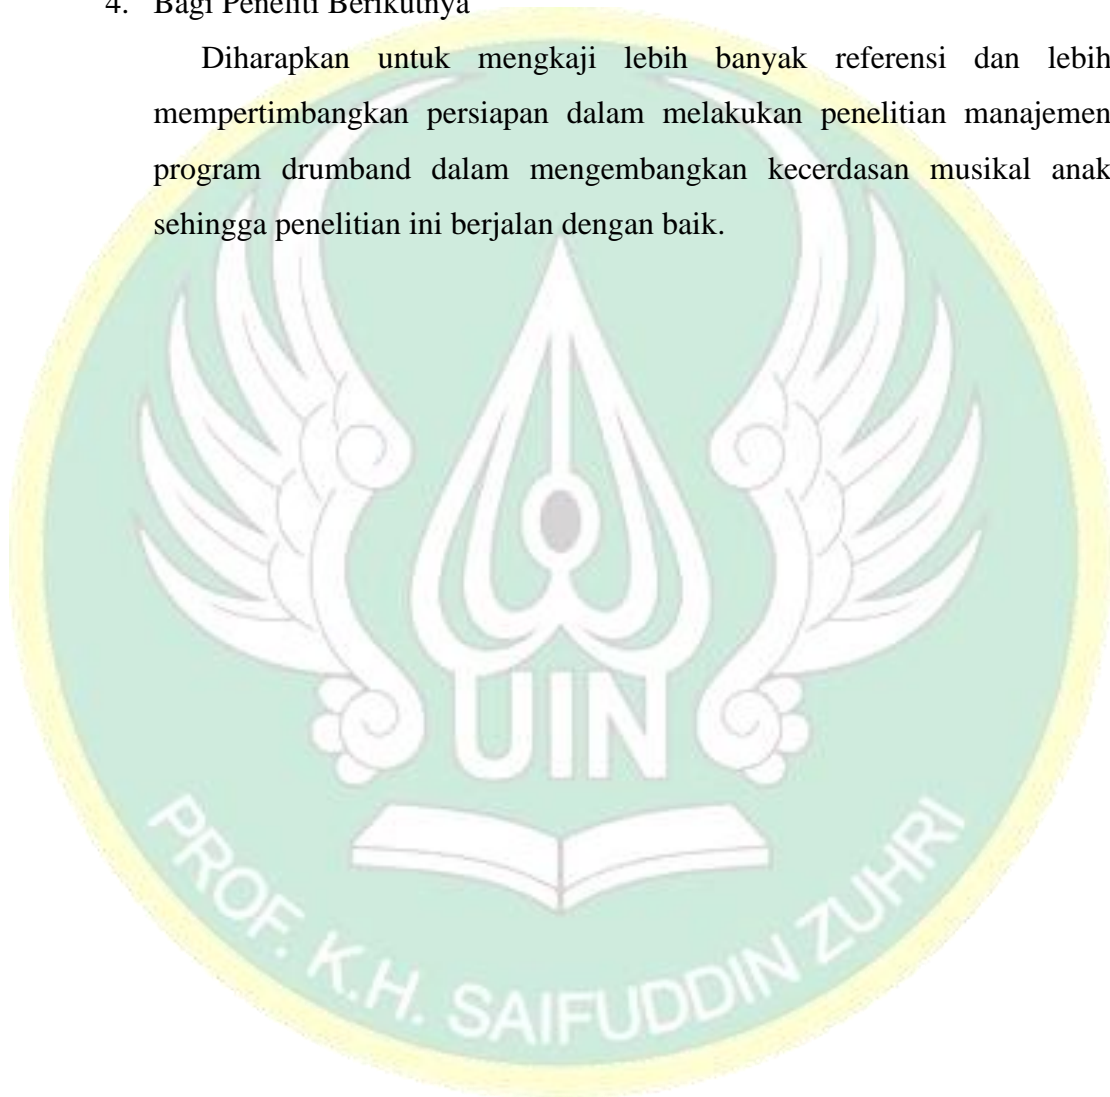 4. Bagi Peneliti Berikutnya
Diharapkan untuk mengkaji lebih banyak referensi dan lebih
mempertimbangkan persiapan dalam melakukan penelitian manajemen
program drumband dalam mengembangkan kecerdasan musikal anak
sehingga penelitian ini berjalan dengan baik.
UIN
PROF. K.H. SAIFUDDIN ZUHRI